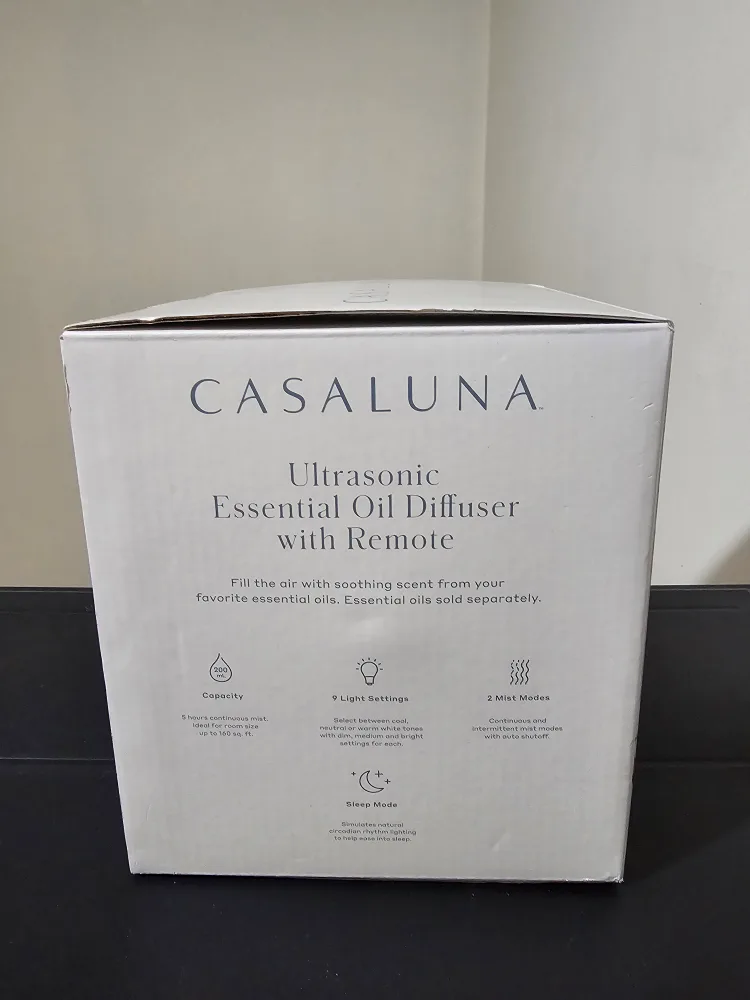 CASALUNA™
Ultrasonic
Essential Oil Diffuser
with Remote
Fill the air with soothing scent from your
favorite essential oils. Essential oils sold separately.
200
mL
Capacity
5 hours continuous mist.
Ideal for room size
up to 160 sq. ft.
9 Light Settings
Select between cool,
neutral or warm white tones
with dim, medium and bright
settings for each.
2 Mist Modes
Continuous and
intermittent mist modes
with auto shutoff.
Sleep Mode
Simulates natural
circadian rhythm lighting
to help ease into sleep.